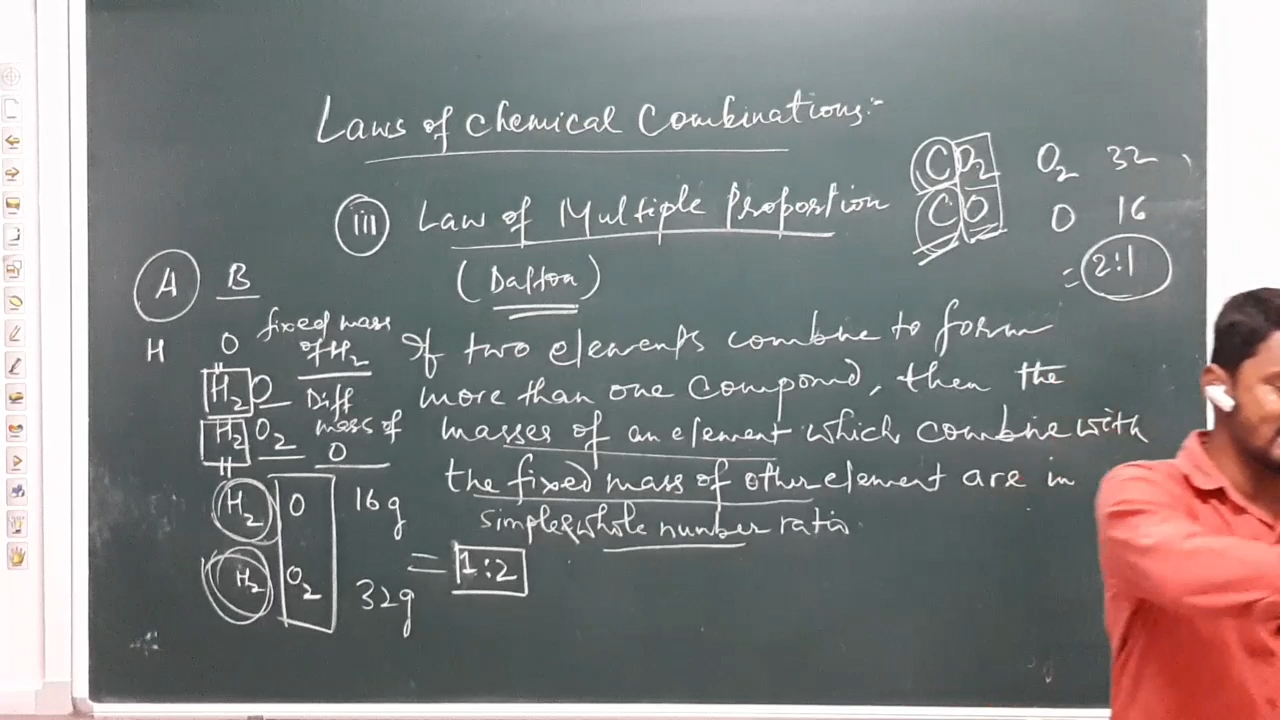 Laws of Chemical Combinations:-
iii Law of Multiple Proportion
(Dalton)
If two elements combine to form
more than one compound, then the
masses of an element which combine with
the fixed mass of other element are in
simple & whole number ratio.
A B
H O
fixed mass
of H2
H2O
Diff
H2O2
mass of
O
H2 O 16g
H2 O2 32g
= 1:2
CO2 O2 32
CO O 16
= 2:1